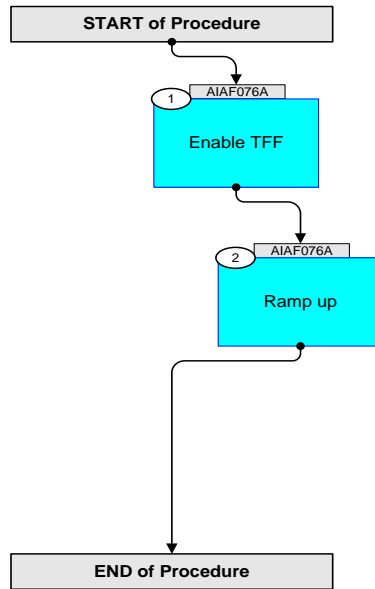 START of Procedure
AIAF076A
1
Enable TFF
AIAF076A
2
Ramp up
END of Procedure